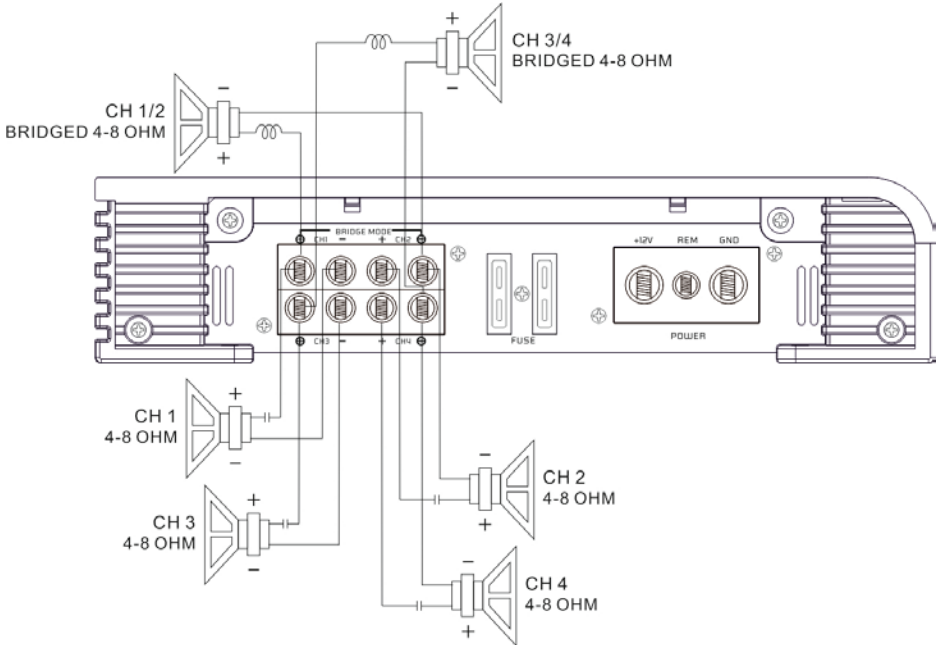 CH 3/4
BRIDGED 4-8 OHM
CH 1/2
BRIDGED 4-8 OHM
+
-
-
+
BRIDGE MODE
⊕ CH1 - + CH2 ⊖
+12V REM GND
POWER
FUSE
⊕ CH3 - + CH4 ⊖
CH 1
4-8 OHM
+
-
CH 2
4-8 OHM
-
+
CH 3
4-8 OHM
+
-
CH 4
4-8 OHM
-
+